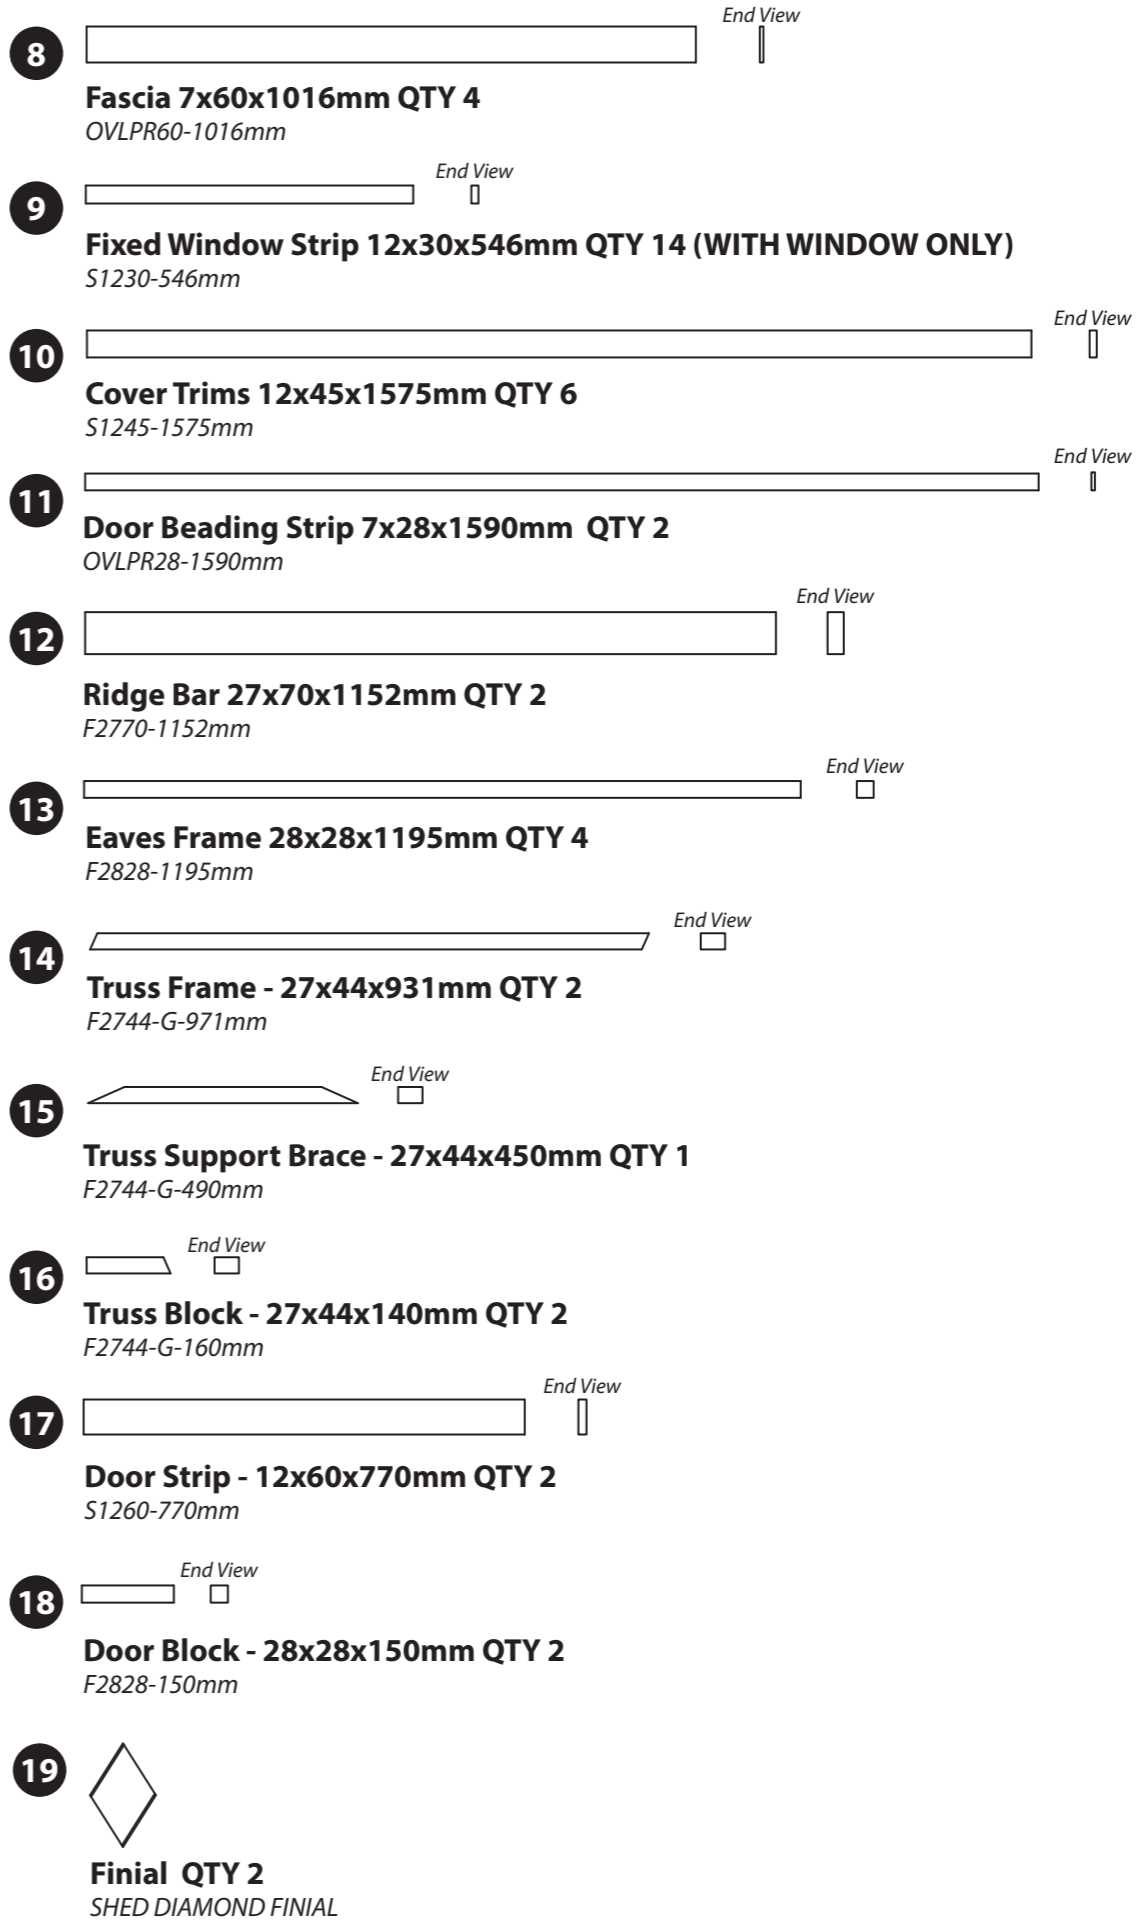 End View
8
Fascia 7x60x1016mm QTY 4
OVLPR60-1016mm
End View
9
Fixed Window Strip 12x30x546mm QTY 14 (WITH WINDOW ONLY)
S1230-546mm
End View
10
Cover Trims 12x45x1575mm QTY 6
S1245-1575mm
End View
11
Door Beading Strip 7x28x1590mm QTY 2
OVLPR28-1590mm
End View
12
Ridge Bar 27x70x1152mm QTY 2
F2770-1152mm
End View
13
Eaves Frame 28x28x1195mm QTY 4
F2828-1195mm
End View
14
Truss Frame - 27x44x931mm QTY 2
F2744-G-971mm
End View
15
Truss Support Brace - 27x44x450mm QTY 1
F2744-G-490mm
End View
16
Truss Block - 27x44x140mm QTY 2
F2744-G-160mm
End View
17
Door Strip - 12x60x770mm QTY 2
S1260-770mm
End View
18
Door Block - 28x28x150mm QTY 2
F2828-150mm
19
Finial QTY 2
SHED DIAMOND FINIAL